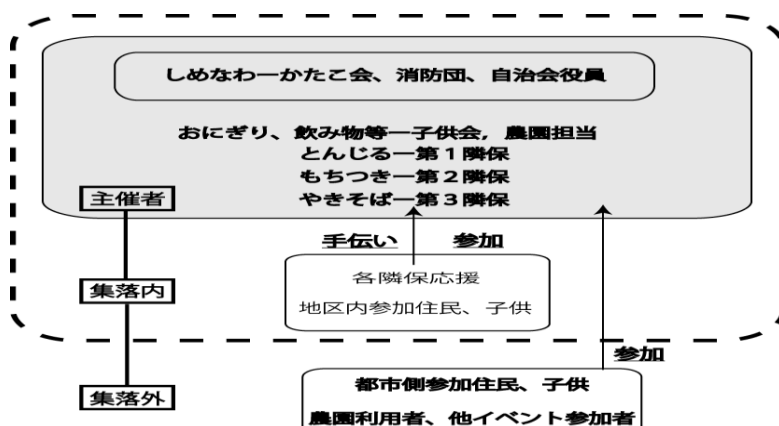 しめなわーかたこ会、消防団、自治会役員
おにぎり、飲み物等ー子供会，農園担当
とんじるー第１隣保
もちつきー第２隣保
やきそばー第３隣保
主催者
手伝い　参加
各隣保応援
地区内参加住民、子供
集落内
参加
都市側参加住民、子供
農園利用者、他イベント参加者
集落外